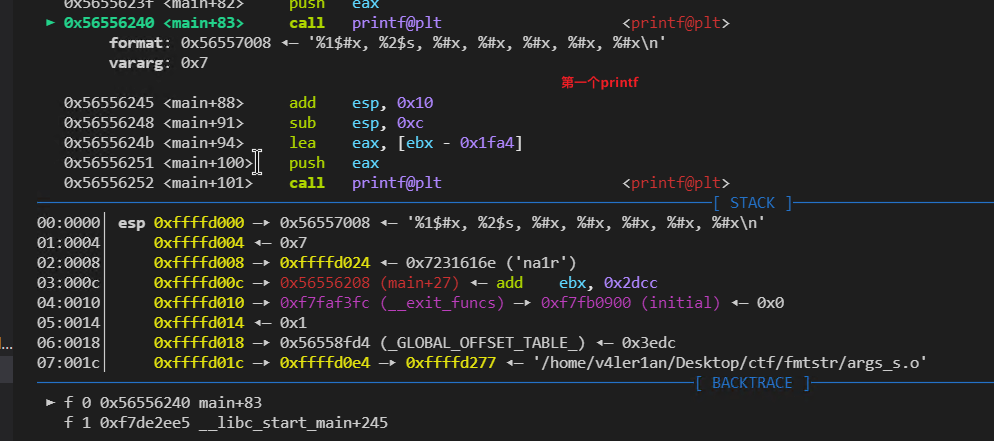 0x5655623f <main+82> push eax
► 0x56556240 <main+83> call printf@plt <printf@plt>
format: 0x56557008 ◂— '%1$#x, %2$s, %#x, %#x, %#x, %#x, %#x\n'
vararg: 0x7
第一个printf
0x56556245 <main+88> add esp, 0x10
0x56556248 <main+91> sub esp, 0xc
0x5655624b <main+94> lea eax, [ebx - 0x1fa4]
0x56556251 <main+100> push eax
0x56556252 <main+101> call printf@plt <printf@plt>
[ STACK ]
00:0000│ esp 0xffffd000 —▸ 0x56557008 ◂— '%1$#x, %2$s, %#x, %#x, %#x, %#x, %#x\n'
01:0004│ 0xffffd004 ◂— 0x7
02:0008│ 0xffffd008 —▸ 0xffffd024 ◂— 0x7231616e ('na1r')
03:000c│ 0xffffd00c —▸ 0x56556208 (main+27) ◂— add ebx, 0x2dcc
04:0010│ 0xffffd010 —▸ 0xf7faf3fc (__exit_funcs) —▸ 0xf7fb0900 (initial) ◂— 0x0
05:0014│ 0xffffd014 ◂— 0x1
06:0018│ 0xffffd018 —▸ 0x56558fd4 (_GLOBAL_OFFSET_TABLE_) ◂— 0x3edc
07:001c│ 0xffffd01c —▸ 0xffffd0e4 —▸ 0xffffd277 ◂— '/home/v4ler1an/Desktop/ctf/fmtstr/args_s.o'
[ BACKTRACE ]
► f 0 0x56556240 main+83
f 1 0xf7de2ee5 __libc_start_main+245